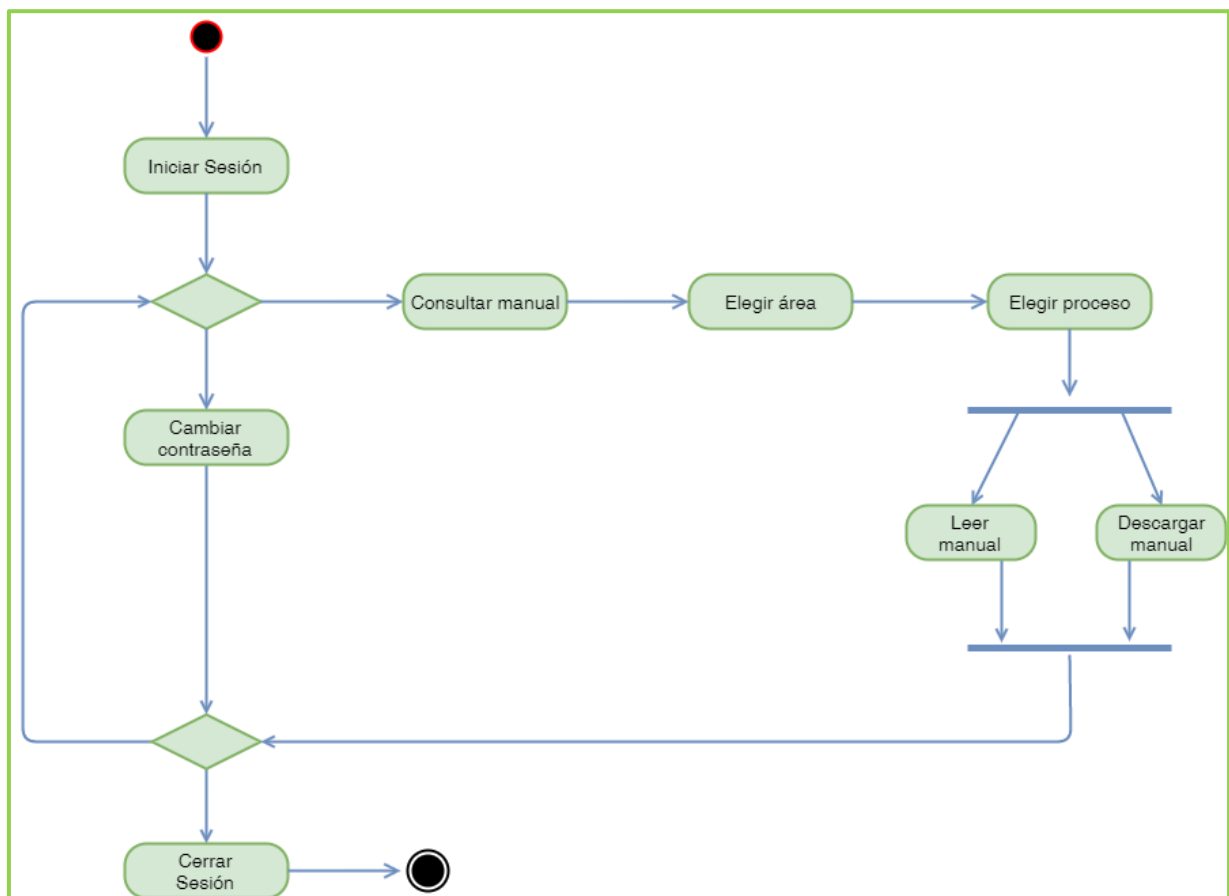 Iniciar Sesión
Consultar manual
Elegir área
Elegir proceso
Cambiar
contraseña
Leer
manual
Descargar
manual
Cerrar
Sesión